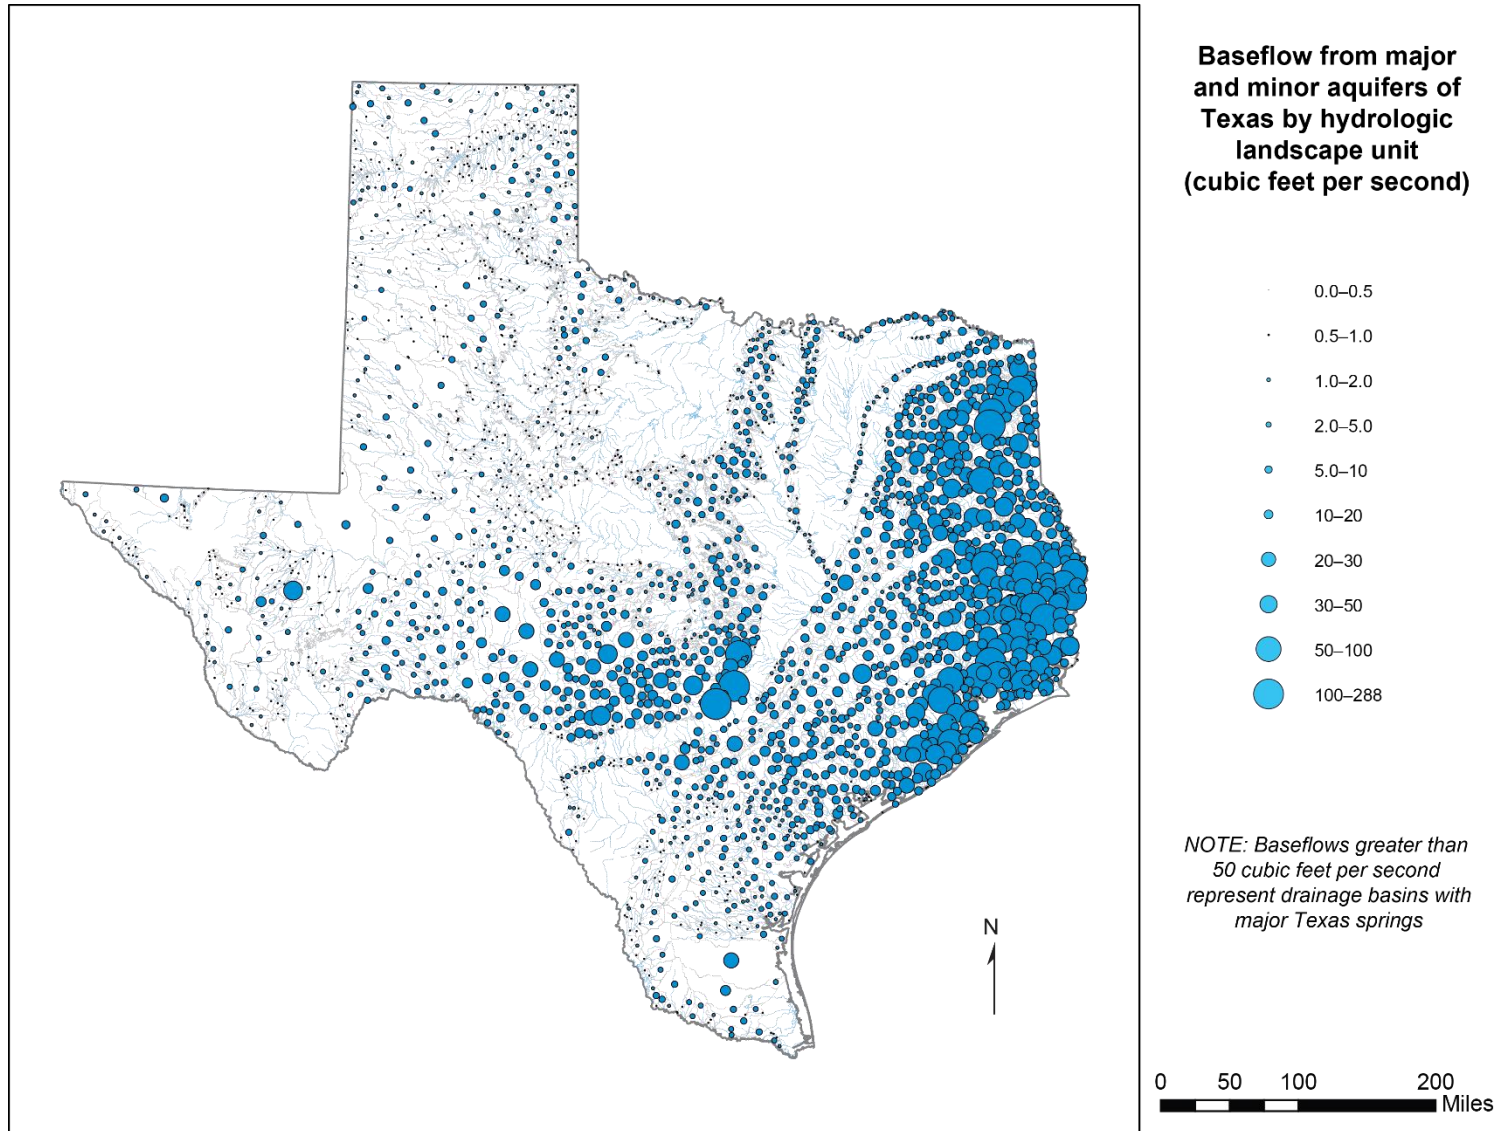 Baseflow from major
and minor aquifers of
Texas by hydrologic
landscape unit
(cubic feet per second)
0.0–0.5
0.5–1.0
1.0–2.0
2.0–5.0
5.0–10
10–20
20–30
30–50
50–100
100–288
NOTE: Baseflows greater than
50 cubic feet per second
represent drainage basins with
major Texas springs
N
0 50 100 200
Miles